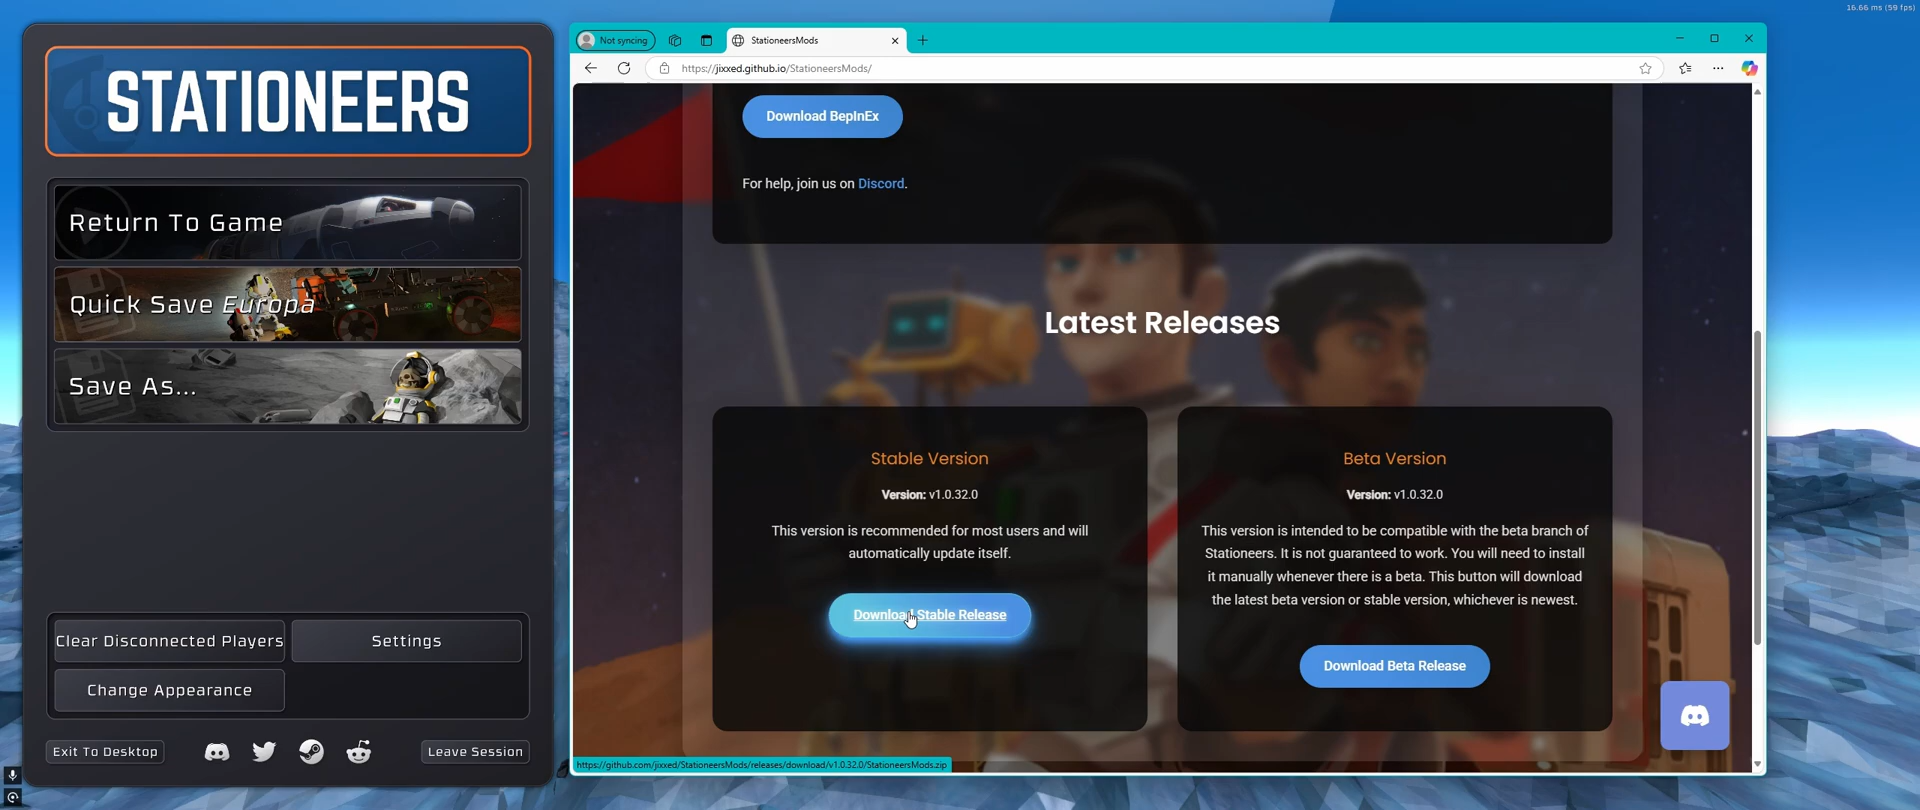 16.66 ms (59 fps)
STATIONEERS
Return To Game
Quick Save Europa
Save As...
Clear Disconnected Players
Settings
Change Appearance
Exit To Desktop
Leave Session
Not syncing
StationeersMods
https://jixxed.github.io/StationeersMods/
Download BepInEx
For help, join us on Discord.
Latest Releases
Stable Version
Version: v1.0.32.0
This version is recommended for most users and will
automatically update itself.
Download Stable Release
Beta Version
Version: v1.0.32.0
This version is intended to be compatible with the beta branch of
Stationeers. It is not guaranteed to work. You will need to install
it manually whenever there is a beta. This button will download
the latest beta version or stable version, whichever is newest.
Download Beta Release
https://github.com/jixxed/StationeersMods/releases/download/v1.0.32.0/StationeersMods.zip